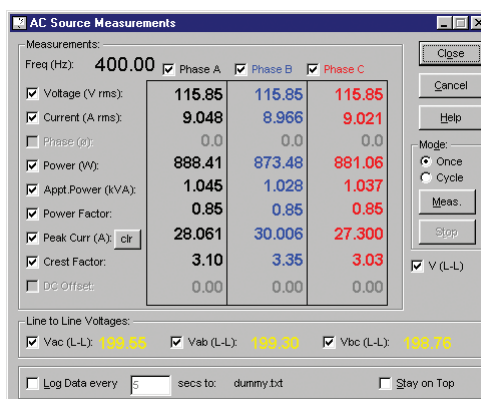 AC Source Measurements
Measurements:
Freq (Hz): 400.00 Phase A Phase B Phase C
Voltage (V rms): 115.85 115.85 115.85
Current (A rms): 9.048 8.966 9.021
Phase (ø): 0.0 0.0 0.0
Power (W): 888.41 873.48 881.06
Appt.Power (kVA): 1.045 1.028 1.037
Power Factor: 0.85 0.85 0.85
Peak Curr (A): clr 28.061 30.006 27.300
Crest Factor: 3.10 3.35 3.03
DC Offset: 0.00 0.00 0.00
Close
Cancel
Help
Mode:
Once
Cycle
Meas.
Stop
V (L-L)
Line to Line Voltages:
Vac (L-L): 199.55 Vab (L-L): 199.30 Vbc (L-L): 198.76
Log Data every 5 secs to: dummy.txt Stay on Top